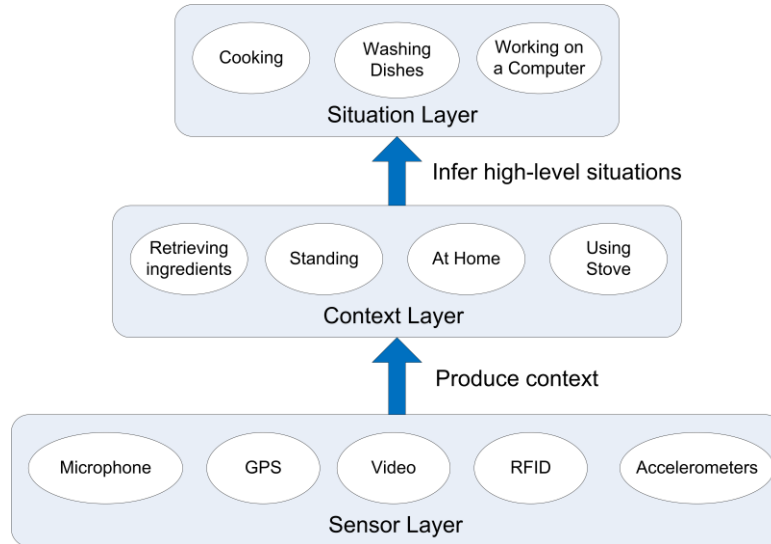 Cooking
Washing
Dishes
Working on
a Computer
Situation Layer
Infer high-level situations
Retrieving
ingredients
Standing
At Home
Using
Stove
Context Layer
Produce context
Microphone
GPS
Video
RFID
Accelerometers
Sensor Layer